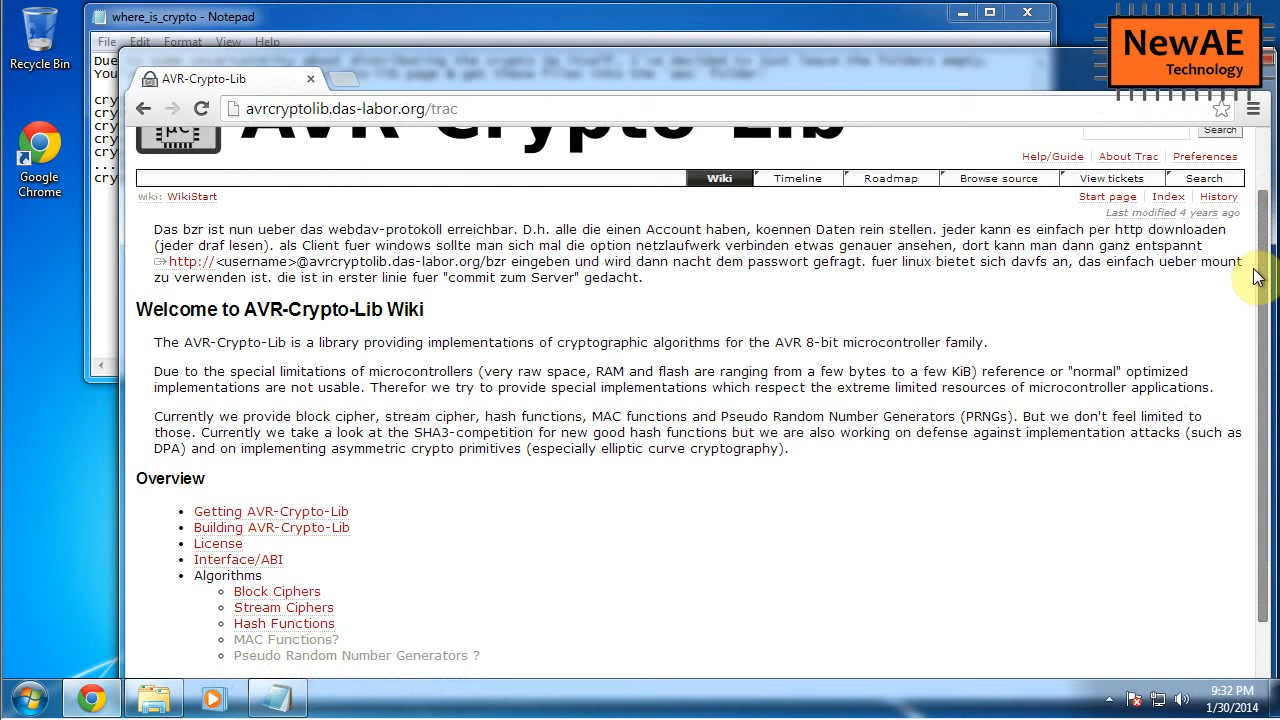 Recycle Bin
Google
Chrome
where_is_crypto - Notepad
File Edit Format View Help
NewAE
Technology
AVR-Crypto-Lib
avrcryptolib.das-labor.org/trac
AVR-Crypto-Lib
Search
Help/Guide About Trac Preferences
Wiki Timeline Roadmap Browse source View tickets Search
wiki: WikiStart
Start page Index History
Last modified 4 years ago
Das bzr ist nun ueber das webdav-protokoll erreichbar. D.h. alle die einen Account haben, koennen Daten rein stellen. jeder kann es einfach per http downloaden
(jeder draf lesen). als Client fuer windows sollte man sich mal die option netzlaufwerk verbinden etwas genauer ansehen, dort kann man dann ganz entspannt
http://<username>@avrcryptolib.das-labor.org/bzr eingeben und wird dann nacht dem passwort gefragt. fuer linux bietet sich davfs an, das einfach ueber mount
zu verwenden ist. die ist in erster linie fuer "commit zum Server" gedacht.
Welcome to AVR-Crypto-Lib Wiki
The AVR-Crypto-Lib is a library providing implementations of cryptographic algorithms for the AVR 8-bit microcontroller family.
Due to the special limitations of microcontrollers (very raw space, RAM and flash are ranging from a few bytes to a few KiB) reference or "normal" optimized
implementations are not usable. Therefor we try to provide special implementations which respect the extreme limited resources of microcontroller applications.
Currently we provide block cipher, stream cipher, hash functions, MAC functions and Pseudo Random Number Generators (PRNGs). But we don't feel limited to
those. Currently we take a look at the SHA3-competition for new good hash functions but we are also working on defense against implementation attacks (such as
DPA) and on implementing asymmetric crypto primitives (especially elliptic curve cryptography).
Overview
Getting AVR-Crypto-Lib
Building AVR-Crypto-Lib
License
Interface/ABI
Algorithms
Block Ciphers
Stream Ciphers
Hash Functions
MAC Functions?
Pseudo Random Number Generators ?
9:32 PM
1/30/2014